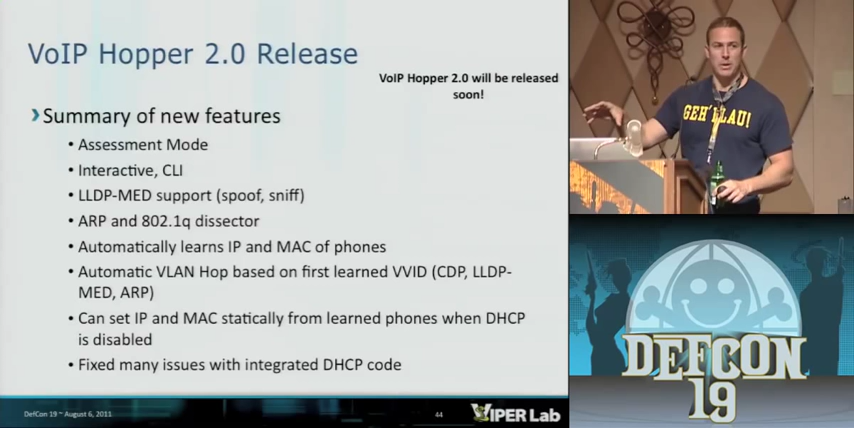 VoIP Hopper 2.0 Release
VoIP Hopper 2.0 will be released
soon!
Summary of new features
• Assessment Mode
• Interactive, CLI
• LLDP-MED support (spoof, sniff)
• ARP and 802.1q dissector
• Automatically learns IP and MAC of phones
• Automatic VLAN Hop based on first learned VVID (CDP, LLDP-
MED, ARP)
• Can set IP and MAC statically from learned phones when DHCP
is disabled
• Fixed many issues with integrated DHCP code
DefCon 19 ~ August 6, 2011
44
VIPER Lab
DEFCON
19